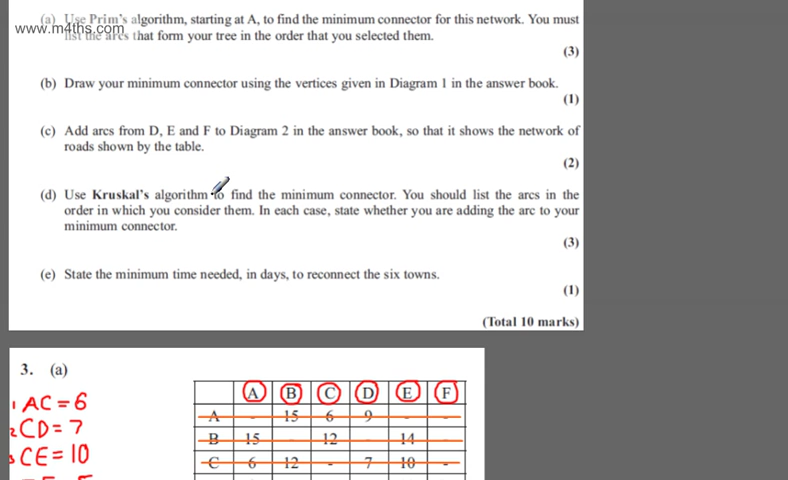 (a) Use Prim's algorithm, starting at A, to find the minimum connector for this network. You must
www.m4ths.com
list the arcs that form your tree in the order that you selected them.
(3)
(b) Draw your minimum connector using the vertices given in Diagram 1 in the answer book.
(1)
(c) Add arcs from D, E and F to Diagram 2 in the answer book, so that it shows the network of
roads shown by the table.
(2)
(d) Use Kruskal's algorithm to find the minimum connector. You should list the arcs in the
order in which you consider them. In each case, state whether you are adding the arc to your
minimum connector.
(3)
(e) State the minimum time needed, in days, to reconnect the six towns.
(1)
(Total 10 marks)
3. (a)
A B C D E F
1 AC = 6
A - 15 6 9 - -
2 CD = 7
B 15 - 12 - 14 -
3 CE = 10
C 6 12 - 7 10 -